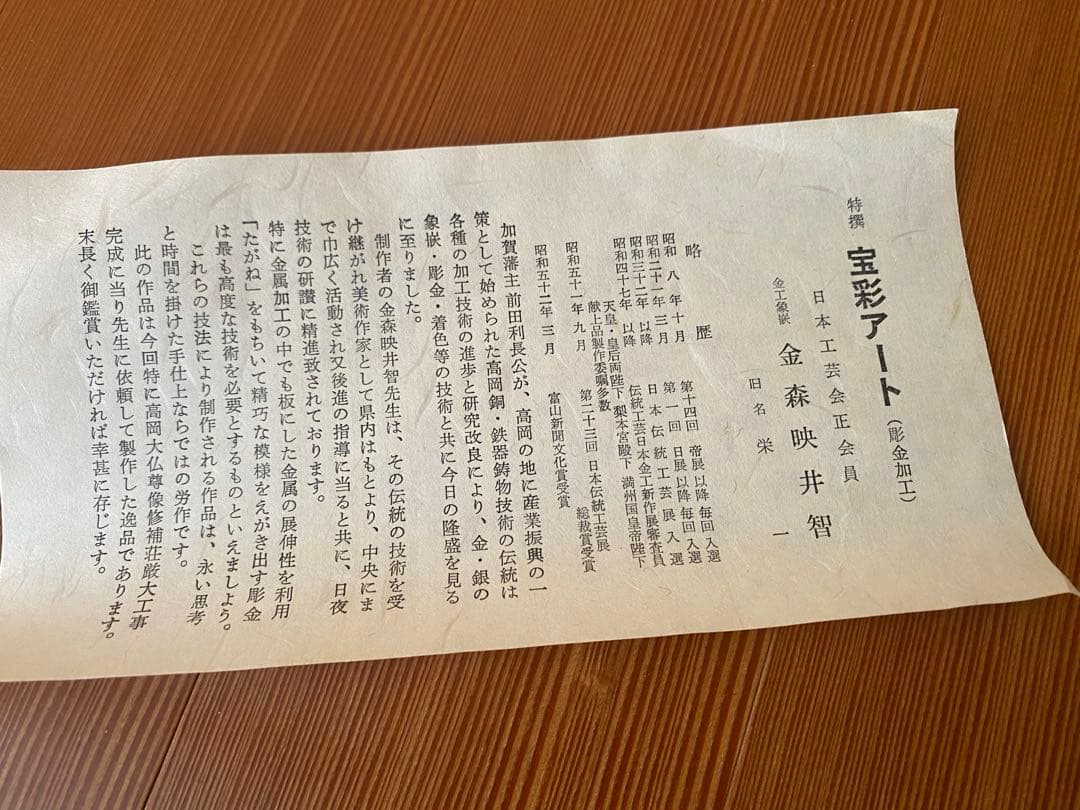 特撰 宝彩アート（彫金加工）
日本工芸会正会員
金工象嵌 金森映井智
旧名 栄一
略歴
昭和八年十月 第十四回 帝展以降毎回入選
昭和二十一年三月 第一回 日展以降毎回入選
昭和三十二年以降 日本伝統工芸展入選
昭和四十七年以降 伝統工芸日本金工新作展審査員
天皇・皇后両陛下 梨本宮殿下 満州国皇帝陛下
献上品製作委嘱多数
昭和五十一年九月 第二十三回 日本伝統工芸展
総裁賞受賞
昭和五十二年三月 富山新聞文化賞受賞
加賀藩主 前田利長公が、高岡の地に産業振興の一
策として始められた高岡銅・鉄器鋳物技術の伝統は
各種の加工技術の進歩と研究改良により、金・銀の
象嵌・彫金・着色等の技術と共に今日の隆盛を見る
に至りました。
制作者の金森映井智先生は、その伝統の技術を受
け継がれ美術作家として県内はもとより、中央にま
で巾広く活動され又後進の指導に当ると共に、日夜
技術の研讃に精進致されております。
特に金属加工の中でも板にした金属の展伸性を利用
「たがね」をもちいて精巧な模様をえがき出す彫金
は最も高度な技術を必要とするものといえましょう。
これらの技法により制作される作品は、永い思考
と時間を掛けた手仕上ならではの労作です。
此の作品は今回特に高岡大仏尊像修補荘厳大工事
完成に当り先生に依頼して製作した逸品であります。
末長く御鑑賞いただければ幸甚に存じます。